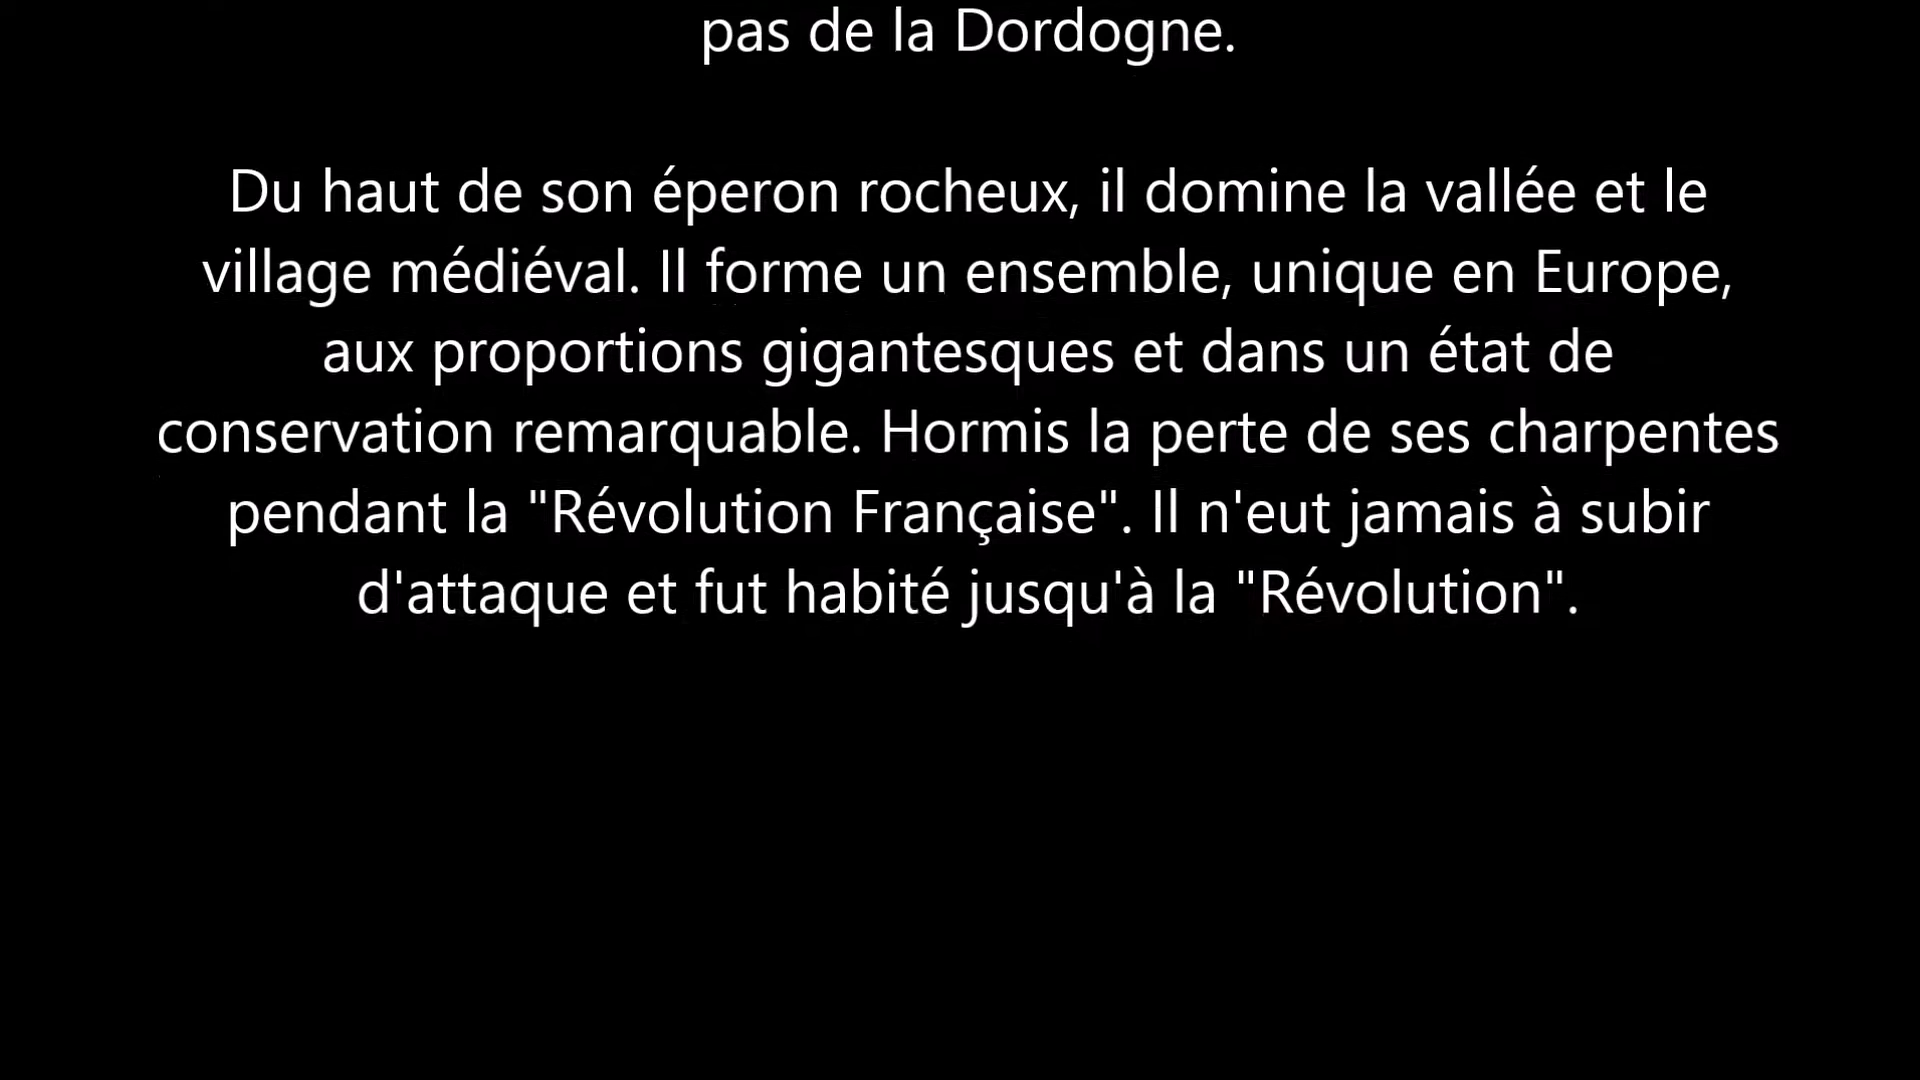 pas de la Dordogne.
Du haut de son éperon rocheux, il domine la vallée et le
village médiéval. Il forme un ensemble, unique en Europe,
aux proportions gigantesques et dans un état de
conservation remarquable. Hormis la perte de ses charpentes
pendant la "Révolution Française". Il n'eut jamais à subir
d'attaque et fut habité jusqu'à la "Révolution".